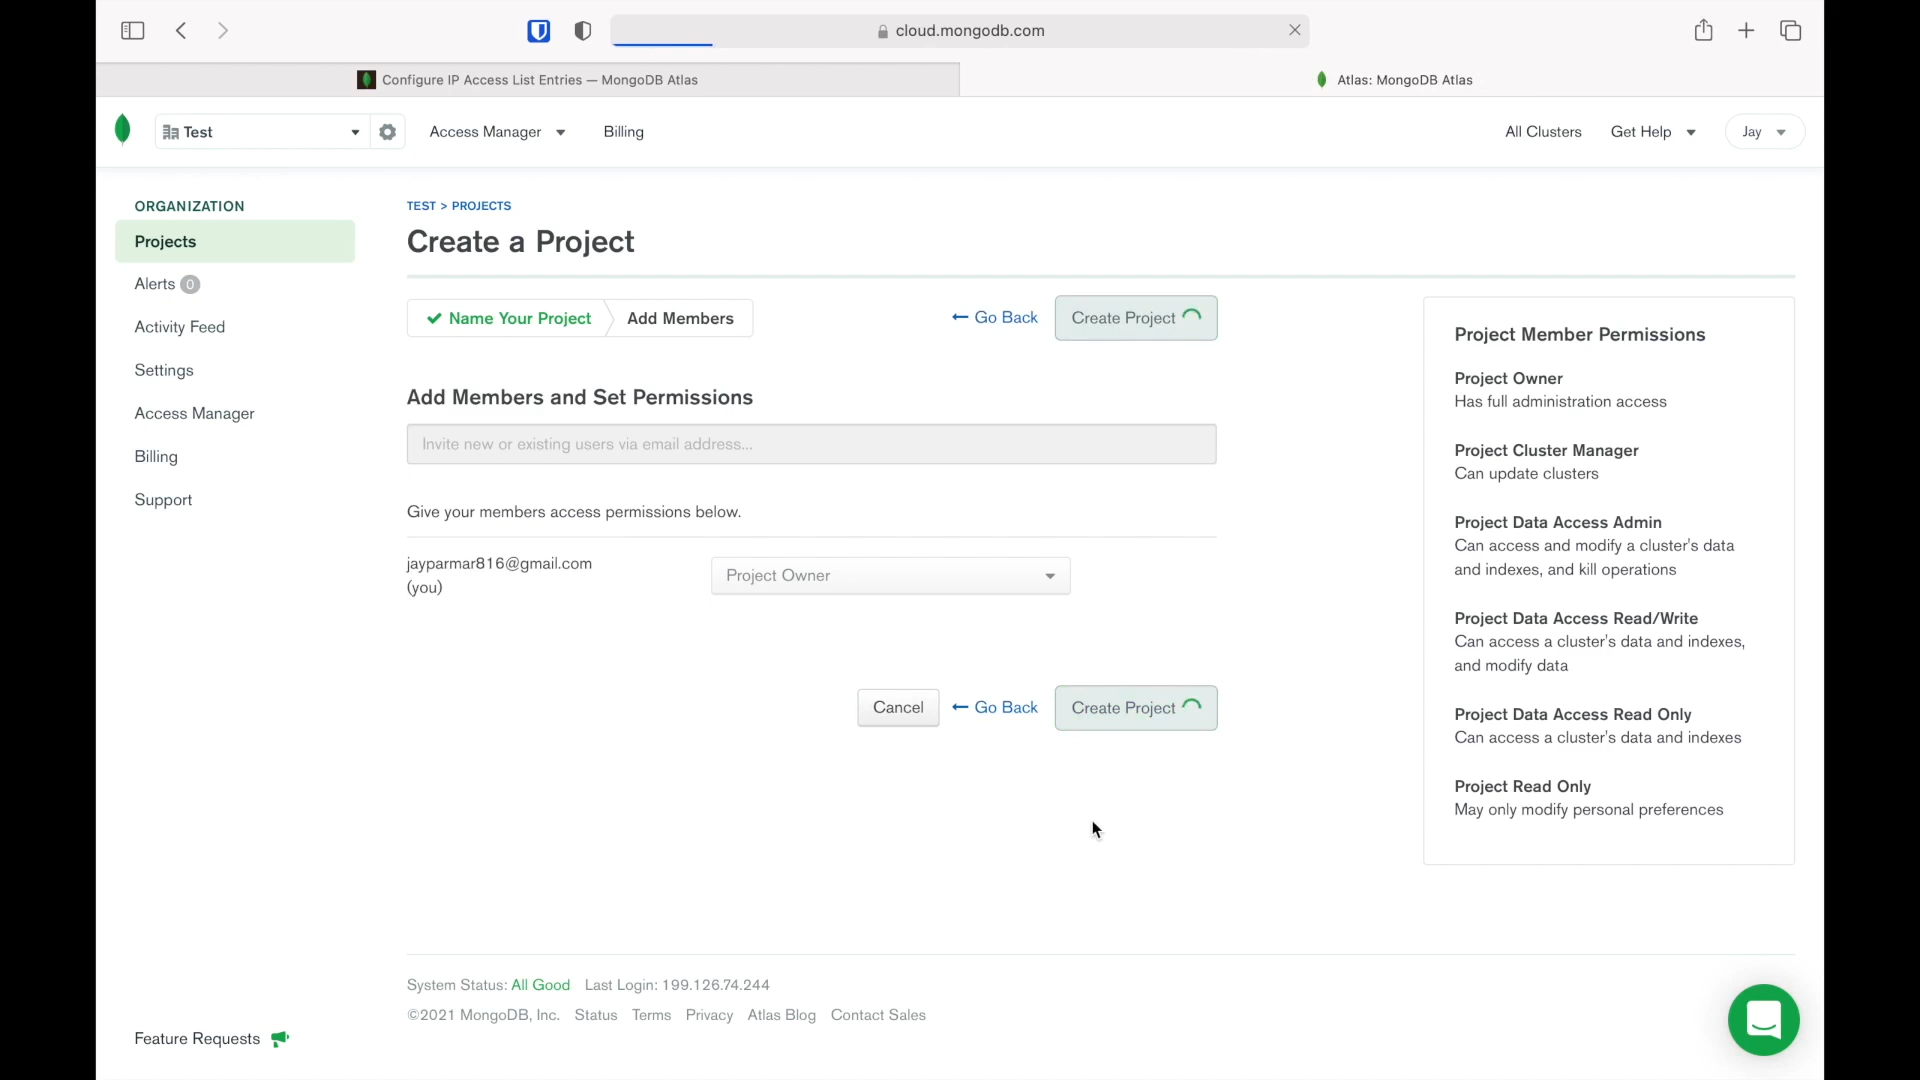 cloud.mongodb.com
Configure IP Access List Entries — MongoDB Atlas
Atlas: MongoDB Atlas
Test
Access Manager
Billing
All Clusters
Get Help
Jay
ORGANIZATION
Projects
Alerts 0
Activity Feed
Settings
Access Manager
Billing
Support
Feature Requests
TEST > PROJECTS
Create a Project
Name Your Project
Add Members
Go Back
Create Project
Add Members and Set Permissions
Invite new or existing users via email address...
Give your members access permissions below.
jayparmar816@gmail.com
(you)
Project Owner
Cancel
Go Back
Create Project
Project Member Permissions
Project Owner
Has full administration access
Project Cluster Manager
Can update clusters
Project Data Access Admin
Can access and modify a cluster's data
and indexes, and kill operations
Project Data Access Read/Write
Can access a cluster's data and indexes,
and modify data
Project Data Access Read Only
Can access a cluster's data and indexes
Project Read Only
May only modify personal preferences
System Status: All Good Last Login: 199.126.74.244
©2021 MongoDB, Inc. Status Terms Privacy Atlas Blog Contact Sales